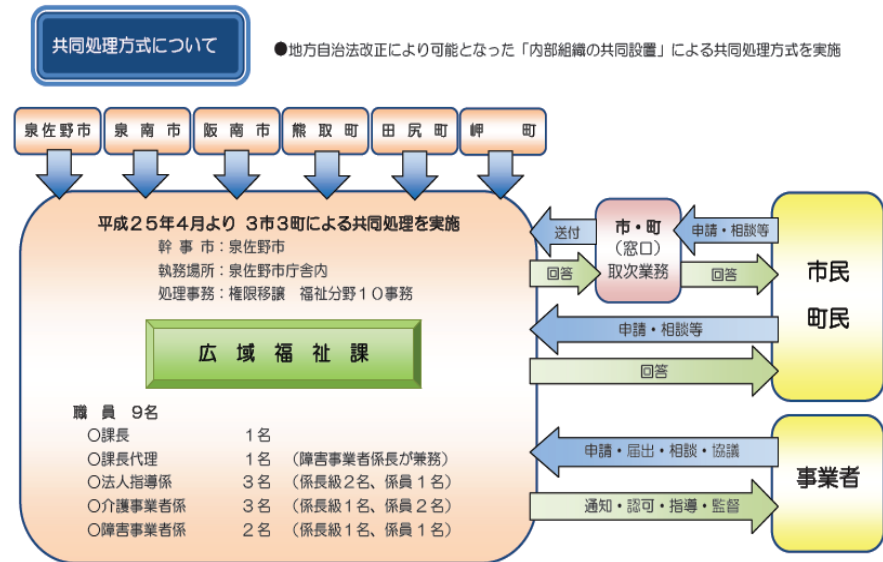 共同処理方式について
●地方自治法改正により可能となった「内部組織の共同設置」による共同処理方式を実施
泉佐野市
泉南市
阪南市
熊取町
田尻町
岬町
平成25年4月より 3市3町による共同処理を実施
幹事市:泉佐野市
執務場所:泉佐野市庁舎内
処理事務:権限移譲 福祉分野10事務
広域福祉課
職員 9名
○課長 1名
○課長代理 1名 (障害事業者係長が兼務)
○法人指導係 3名 (係長級2名、係員1名)
○介護事業者係 3名 (係長級1名、係員2名)
○障害事業者係 2名 (係長級1名、係員1名)
送付
回答
市・町
(窓口)
取次業務
申請・相談等
回答
申請・相談等
回答
市民
町民
申請・届出・相談・協議
通知・認可・指導・監督
事業者